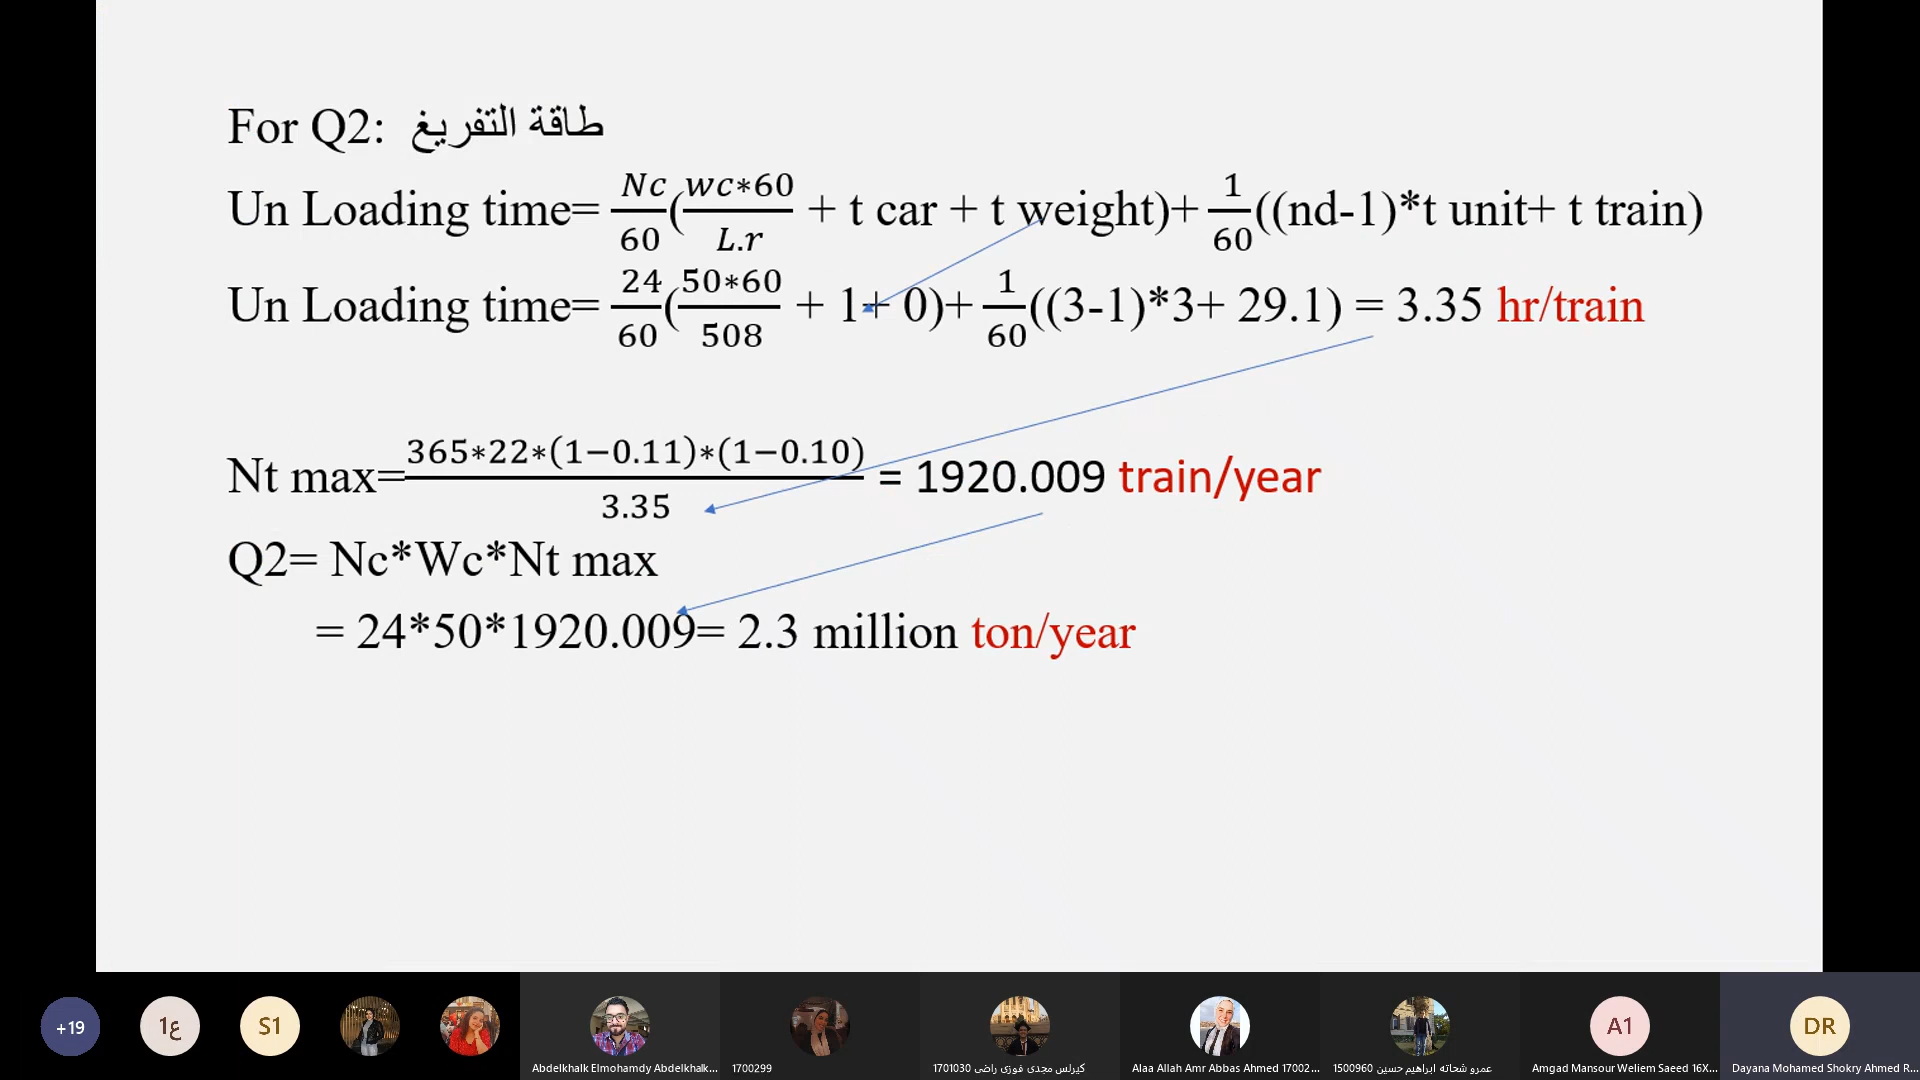 For Q2: طاقة التفريغ
Un Loading time= Nc/60 (wc*60/L.r + t car + t weight)+ 1/60 ((nd-1)*t unit+ t train)
Un Loading time= 24/60 (50*60/508 + 1+ 0)+ 1/60 ((3-1)*3+ 29.1) = 3.35 hr/train
Nt max= 365*22*(1−0.11)*(1−0.10)/3.35 = 1920.009 train/year
Q2= Nc*Wc*Nt max
= 24*50*1920.009= 2.3 million ton/year
+19
ع1
S1
A1
DR
Abdelkhalk Elmohamdy Abdelkhalk...
1700299
كيرلس مجدى فوزى راضى 1701030
Alaa Allah Amr Abbas Ahmed 17002...
عمرو شحاته ابراهيم حسين 1500960
Amgad Mansour Weliem Saeed 16X...
Dayana Mohamed Shokry Ahmed R...